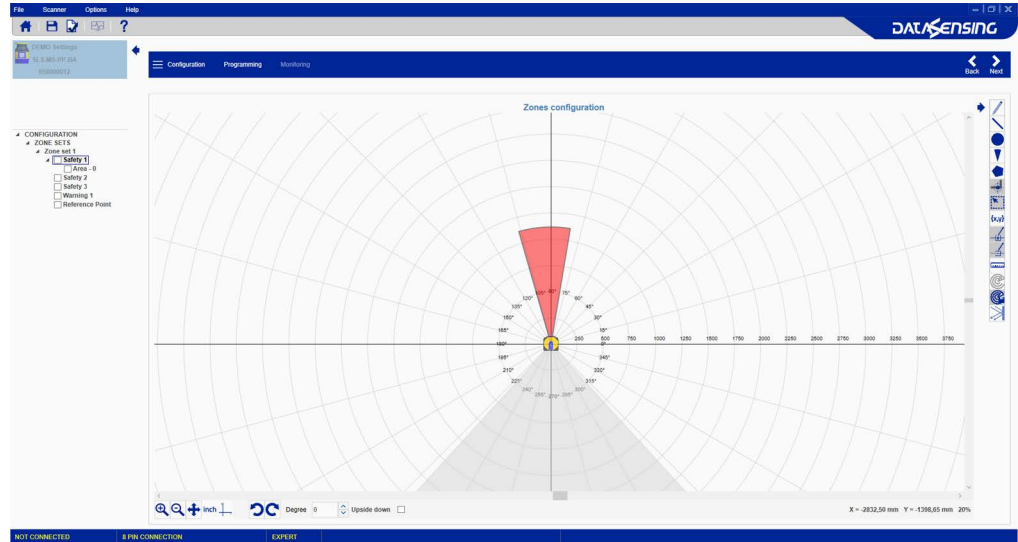 File Scanner Options Help
?
DATASENSING
DEMO Settings
Configuration Programming Monitoring
Back Next
Zones configuration
CONFIGURATION
ZONE SETS
Zone set 1
Safety 1
Area - 0
Safety 2
Safety 3
Warning 1
Reference Point
{x,y}
120° 105° 90° 75° 60°
135° 45°
150° 30°
165° 15°
180° 0° 250 500 750 1000 1250 1500 1750 2000 2250 2500 2750 3000 3250 3500 3750
195° 345°
210° 330°
225° 315°
240° 255° 270° 285° 300°
inch Degree 0 Upside down X = -2832,50 mm Y = -1398,65 mm 20%
NOT CONNECTED 8 PIN CONNECTION EXPERT